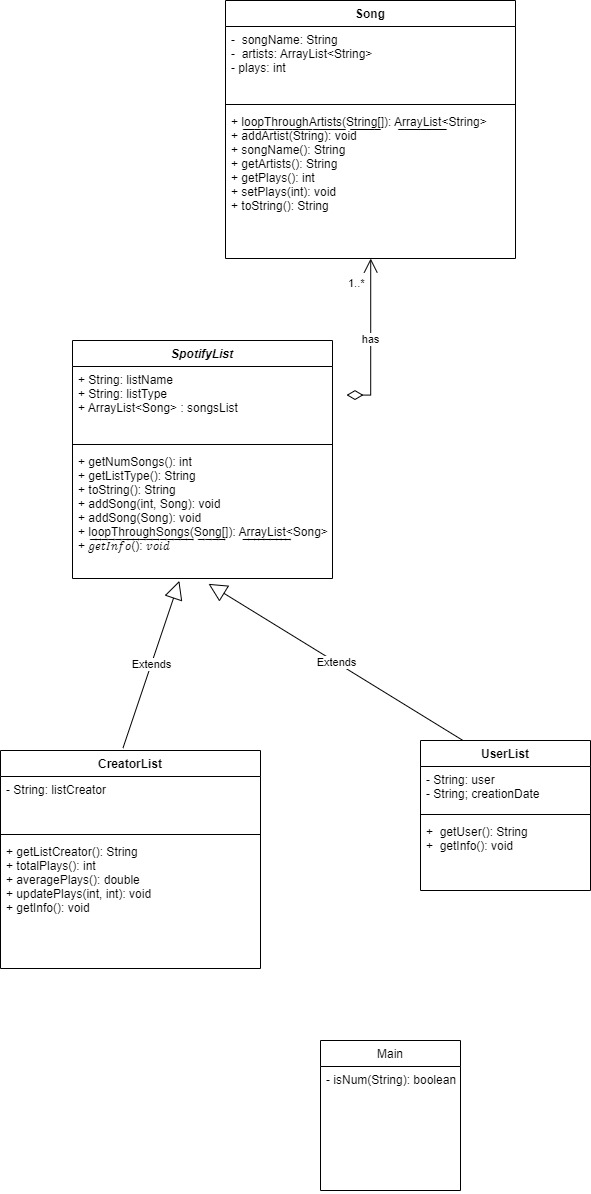 Song
- songName: String
- artists: ArrayList<String>
- plays: int
+ loopThroughArtists(String[]): ArrayList<String>
+ addArtist(String): void
+ songName(): String
+ getArtists(): String
+ getPlays(): int
+ setPlays(int): void
+ toString(): String
1..*
has
SpotifyList
+ String: listName
+ String: listType
+ ArrayList<Song> : songsList
+ getNumSongs(): int
+ getListType(): String
+ toString(): String
+ addSong(int, Song): void
+ addSong(Song): void
+ loopThroughSongs(Song[]): ArrayList<Song>
+ getInfo(): void
Extends
Extends
CreatorList
- String: listCreator
+ getListCreator(): String
+ totalPlays(): int
+ averagePlays(): double
+ updatePlays(int, int): void
+ getInfo(): void
UserList
- String: user
- String; creationDate
+ getUser(): String
+ getInfo(): void
Main
- isNum(String): boolean